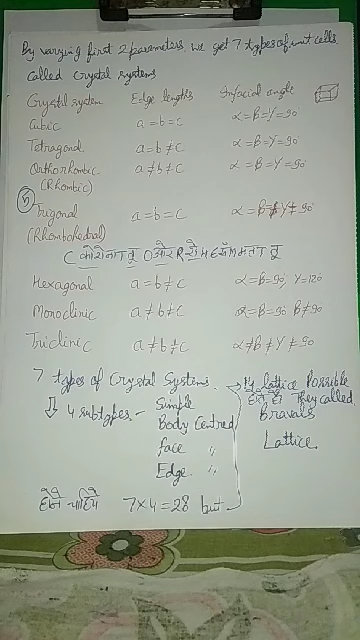 By varying first 2 parameters, we get 7 types of unit cells.
Called Crystal systems
Crystal system Edge lengths Infacial angle
Cubic a = b = c α = β = γ = 90°
Tetragonal a = b ≠ c α = β = γ = 90°
Orthorhombic a ≠ b ≠ c α = β = γ = 90°
(Rhombic)
Trigonal a = b = c α = β γ ≠ 90°
(Rhombohedral)
Hexagonal a = b ≠ c α = β = 90° γ = 120°
Monoclinic a ≠ b ≠ c = β = 90° β ≠ 90°
Triclinic a ≠ b ≠ c α ≠ β ≠ γ ≠ 90°
7 types of Crystal Systems. → 14 Lattice Possible
होते हैं They called
⇓ 4 subtypes - Simple
Bravais
Body Centred
Lattice.
face "
Edge. "
होने चाहिये 7 × 4 = 28 but